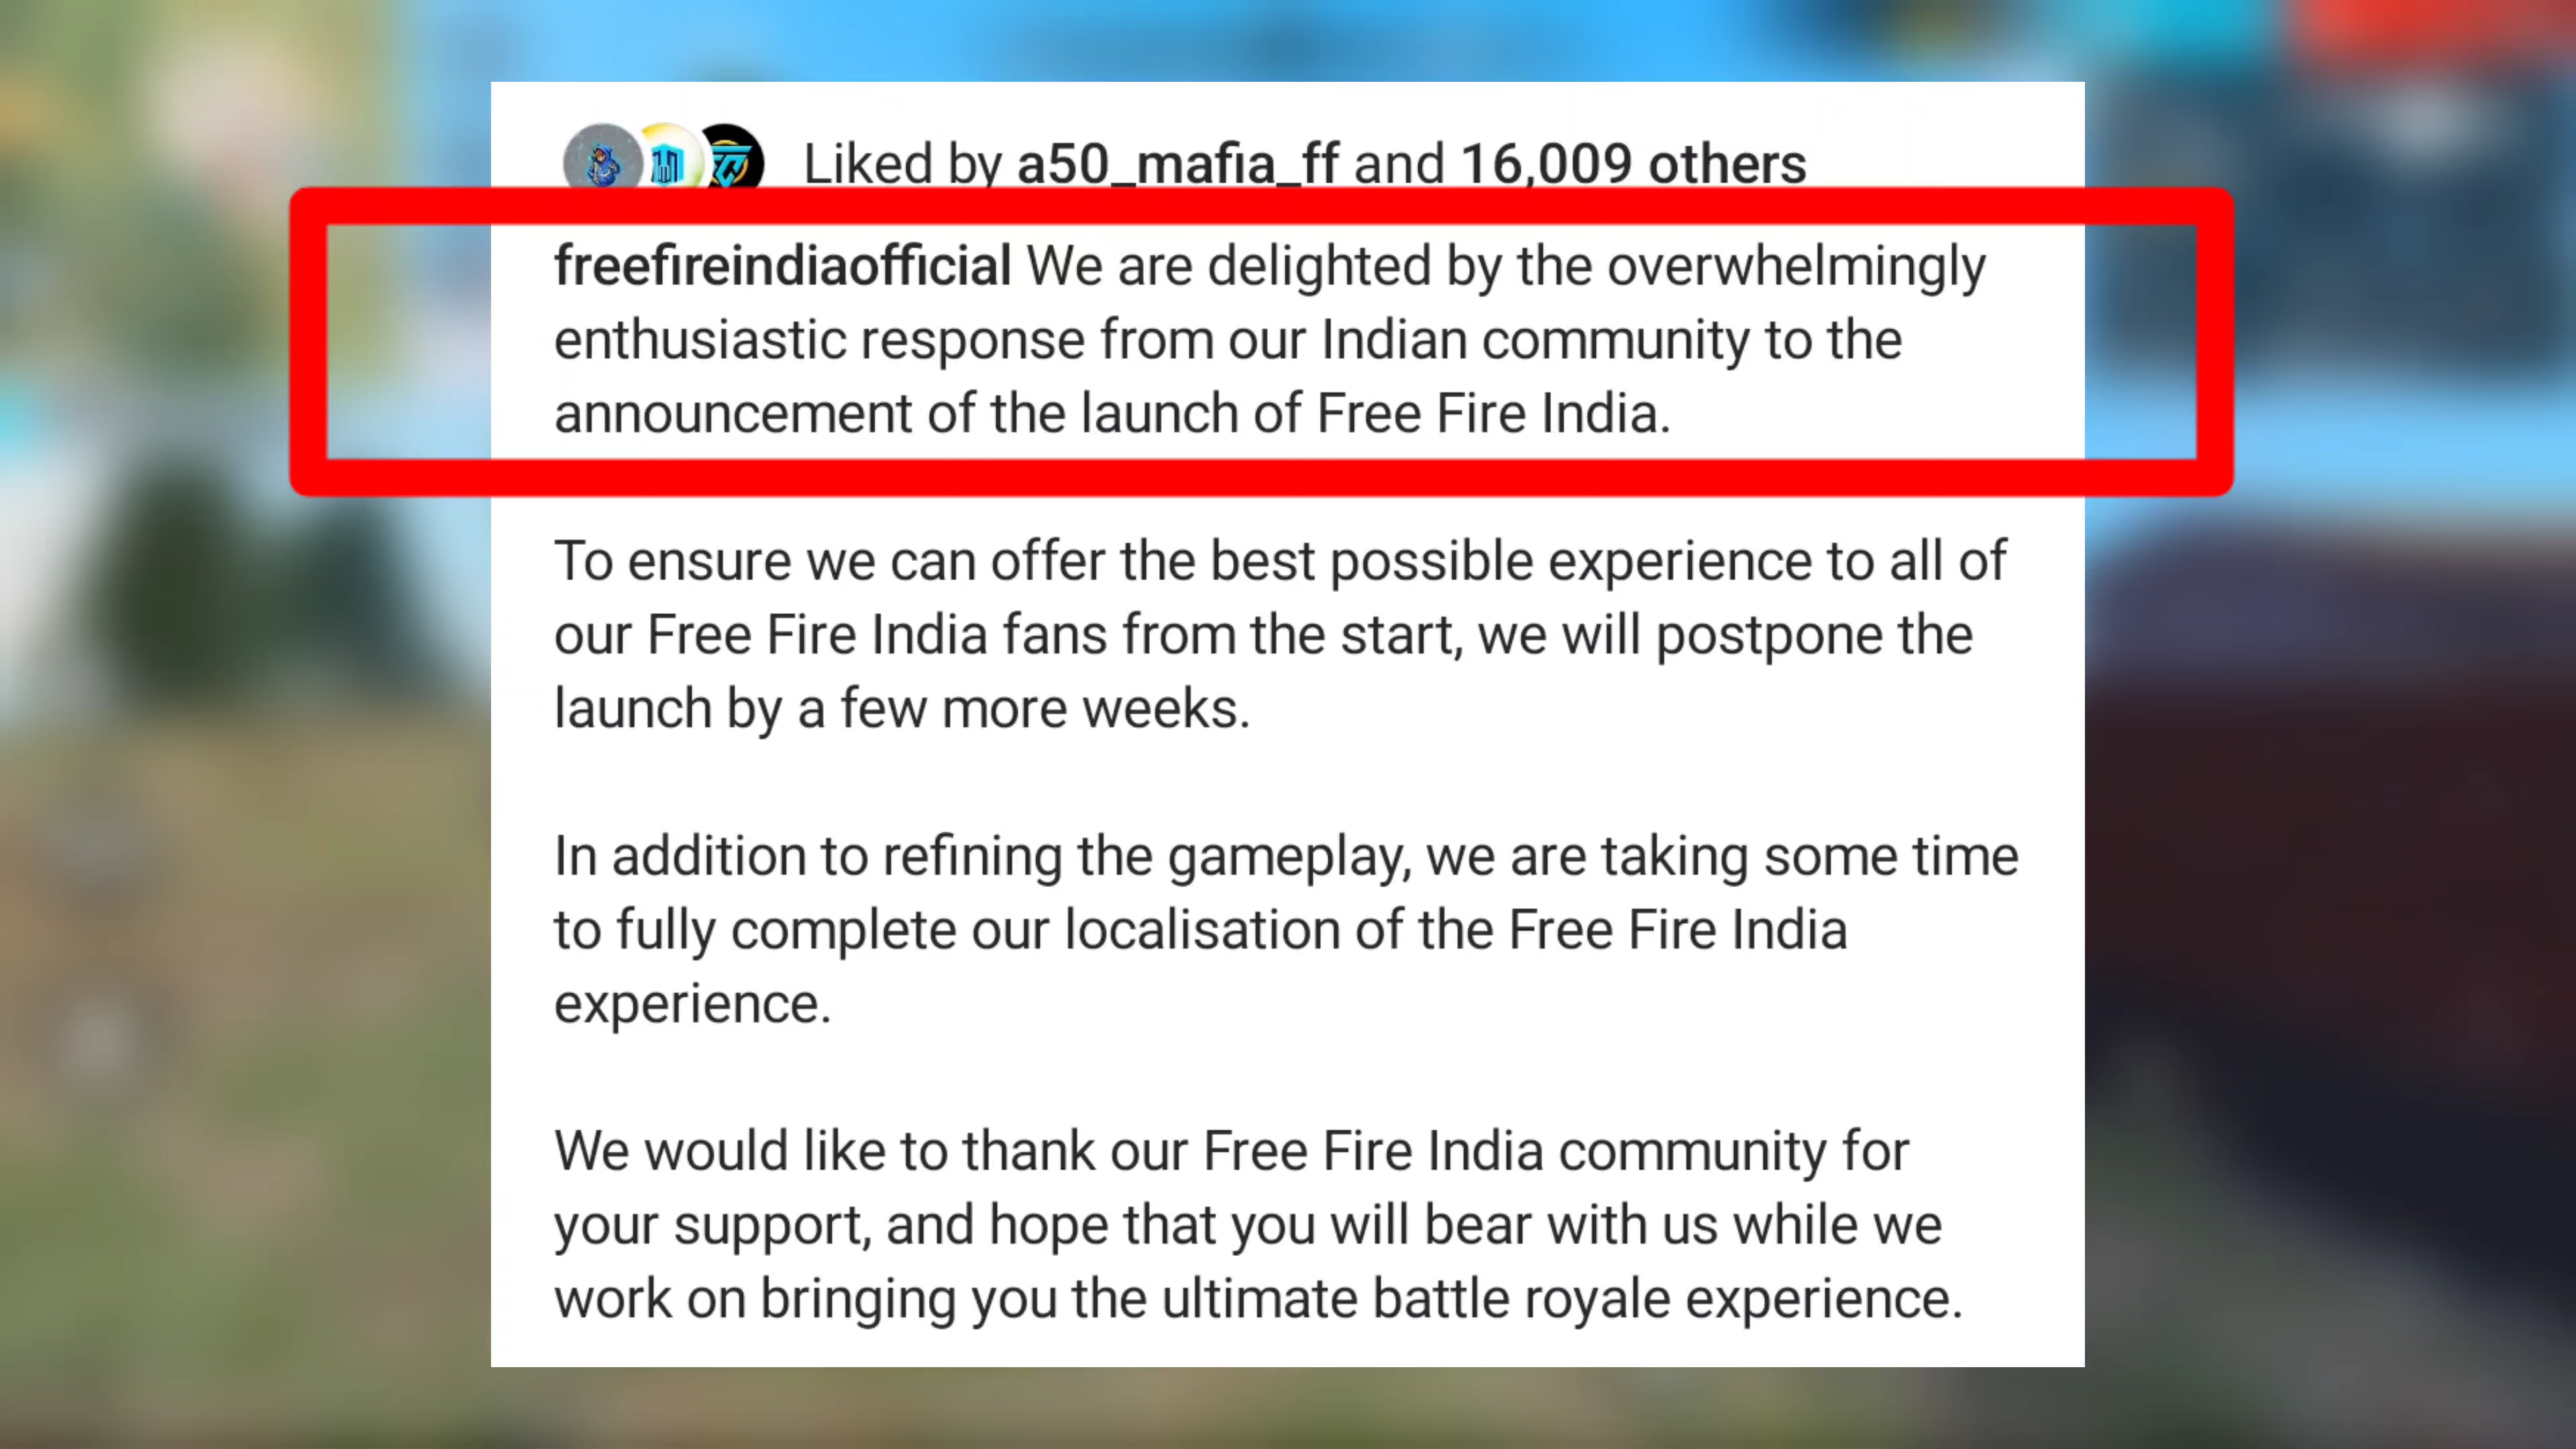 Liked by a50_mafia_ff and 16,009 others
freefireindiaofficial We are delighted by the overwhelmingly
enthusiastic response from our Indian community to the
announcement of the launch of Free Fire India.
To ensure we can offer the best possible experience to all of
our Free Fire India fans from the start, we will postpone the
launch by a few more weeks.
In addition to refining the gameplay, we are taking some time
to fully complete our localisation of the Free Fire India
experience.
We would like to thank our Free Fire India community for
your support, and hope that you will bear with us while we
work on bringing you the ultimate battle royale experience.